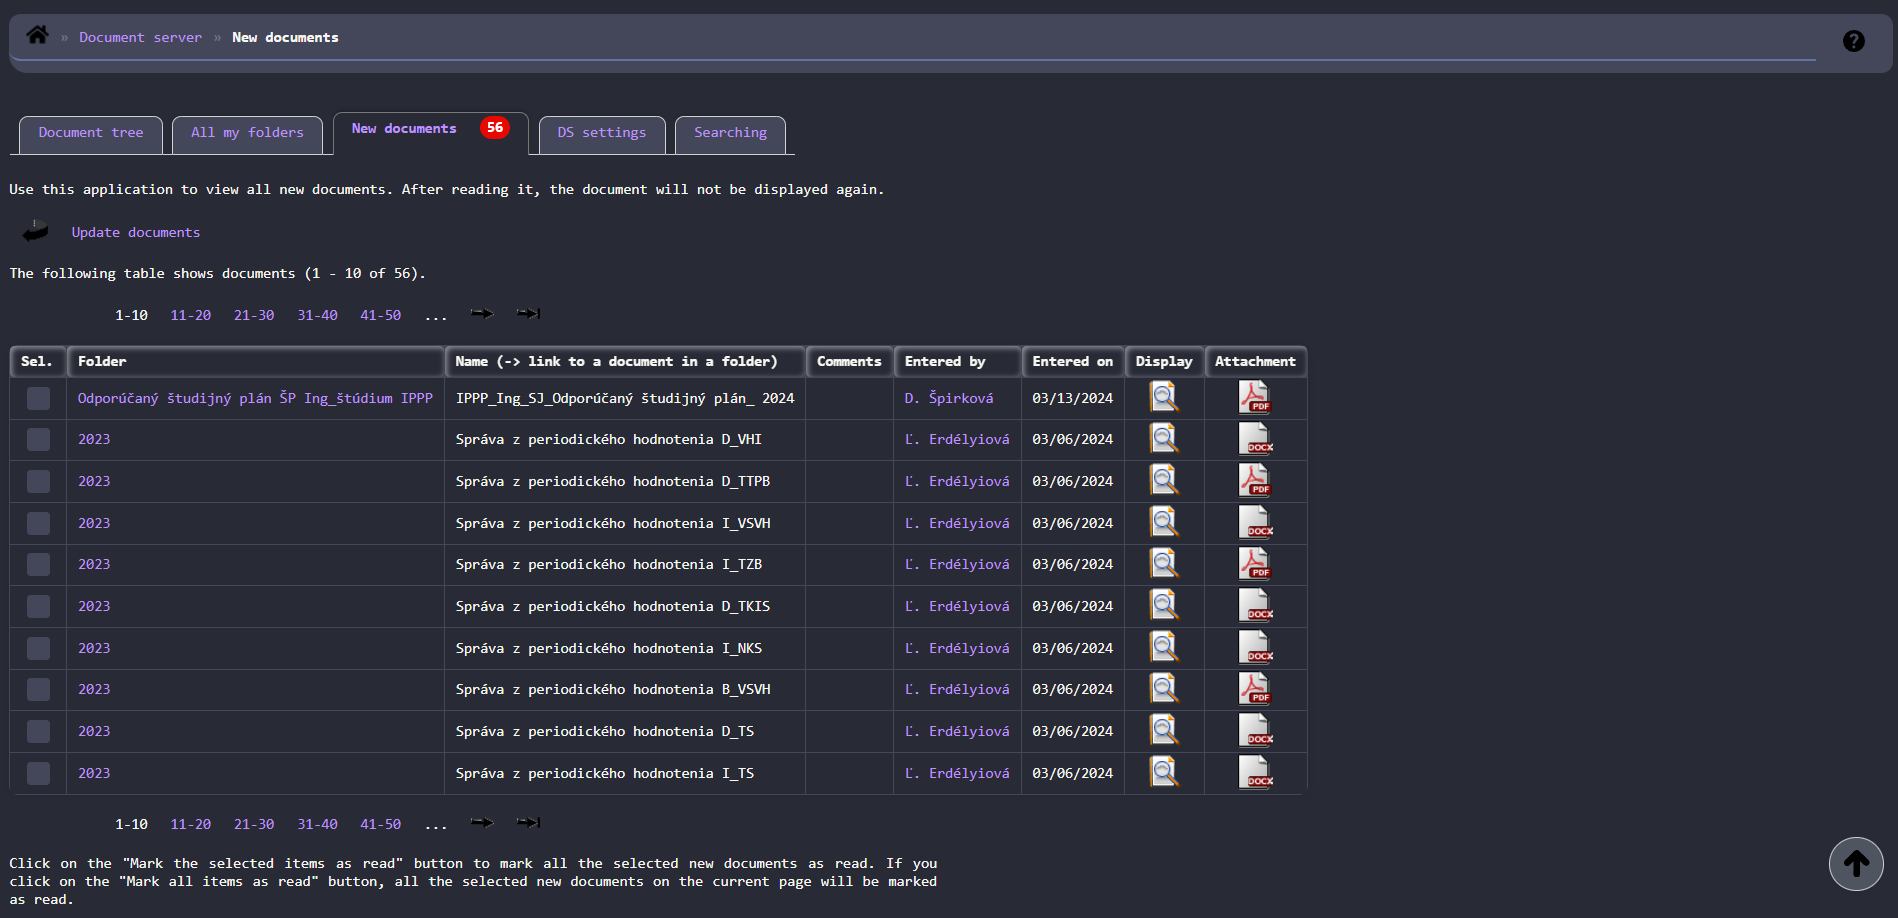 » Document server » New documents
?
Document tree All my folders New documents 56 DS settings Searching
Use this application to view all new documents. After reading it, the document will not be displayed again.
Update documents
The following table shows documents (1 - 10 of 56).
1-10 11-20 21-30 31-40 41-50 ...
Sel. Folder Name (-> link to a document in a folder) Comments Entered by Entered on Display Attachment
Odporúčaný študijný plán ŠP Ing_štúdium IPPP IPPP_Ing_SJ_Odporúčaný študijný plán_ 2024 D. Špirková 03/13/2024 PDF
2023 Správa z periodického hodnotenia D_VHI Ľ. Erdélyiová 03/06/2024 DOCX
2023 Správa z periodického hodnotenia D_TTPB Ľ. Erdélyiová 03/06/2024 PDF
2023 Správa z periodického hodnotenia I_VSVH Ľ. Erdélyiová 03/06/2024 DOCX
2023 Správa z periodického hodnotenia I_TZB Ľ. Erdélyiová 03/06/2024 PDF
2023 Správa z periodického hodnotenia D_TKIS Ľ. Erdélyiová 03/06/2024 DOCX
2023 Správa z periodického hodnotenia I_NKS Ľ. Erdélyiová 03/06/2024 DOCX
2023 Správa z periodického hodnotenia B_VSVH Ľ. Erdélyiová 03/06/2024 PDF
2023 Správa z periodického hodnotenia D_TS Ľ. Erdélyiová 03/06/2024 DOCX
2023 Správa z periodického hodnotenia I_TS Ľ. Erdélyiová 03/06/2024 DOCX
1-10 11-20 21-30 31-40 41-50 ...
Click on the "Mark the selected items as read" button to mark all the selected new documents as read. If you
click on the "Mark all items as read" button, all the selected new documents on the current page will be marked
as read.